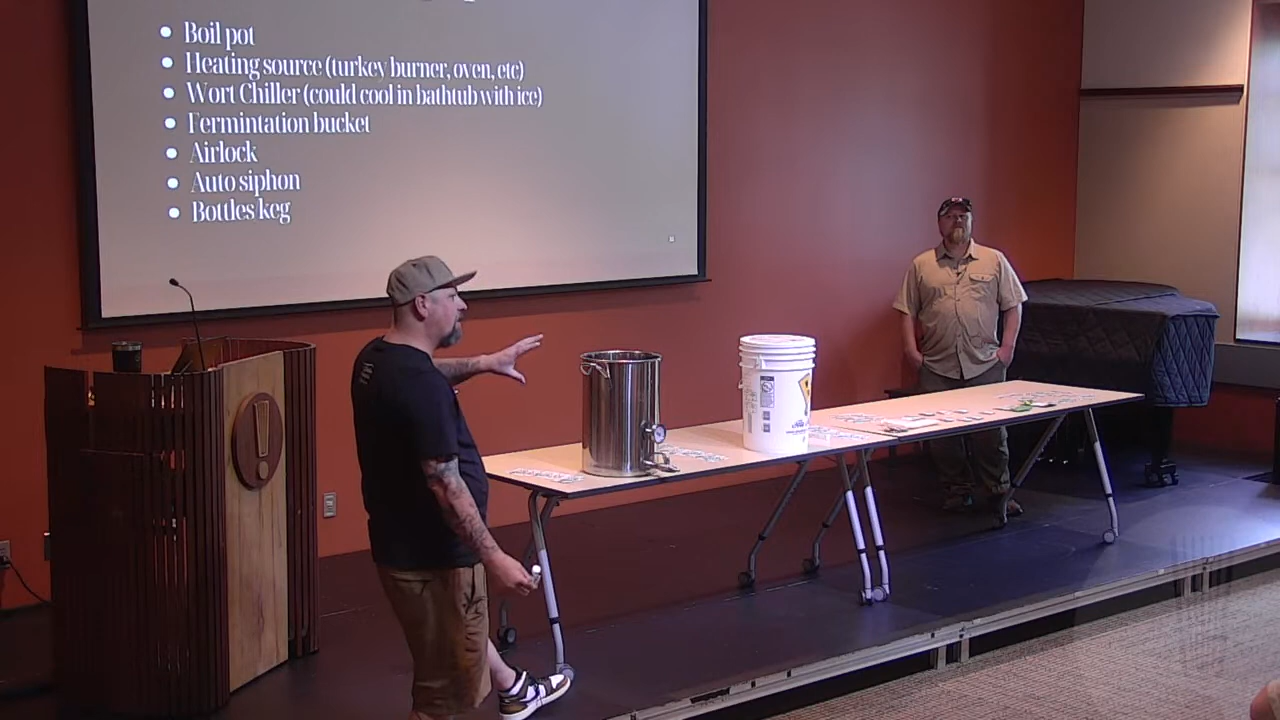 Boil pot
Heating source (turkey burner, oven, etc)
Wort Chiller (could cool in bathtub with ice)
Fermintation bucket
Airlock
Auto siphon
Bottles/keg